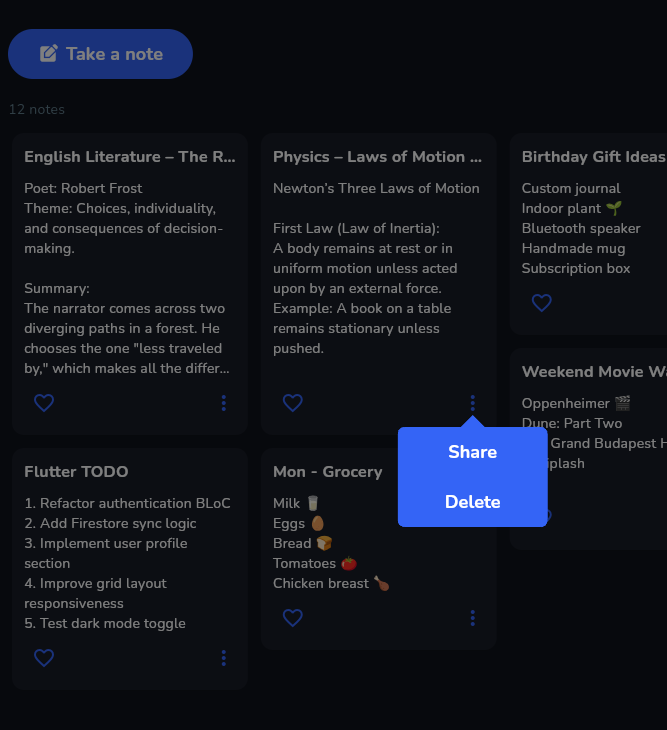 Take a note
12 notes
English Literature – The R...
Poet: Robert Frost
Theme: Choices, individuality,
and consequences of decision-
making.
Summary:
The narrator comes across two
diverging paths in a forest. He
chooses the one "less traveled
by," which makes all the differ...
Physics – Laws of Motion ...
Newton's Three Laws of Motion
First Law (Law of Inertia):
A body remains at rest or in
uniform motion unless acted
upon by an external force.
Example: A book on a table
remains stationary unless
pushed.
Birthday Gift Ideas
Custom journal
Indoor plant 🌱
Bluetooth speaker
Handmade mug
Subscription box
Weekend Movie Wa
Oppenheimer 🎬
Dune: Part Two
Grand Budapest H
iplash
Share
Delete
Flutter TODO
1. Refactor authentication BLoC
2. Add Firestore sync logic
3. Implement user profile
section
4. Improve grid layout
responsiveness
5. Test dark mode toggle
Mon - Grocery
Milk 🥛
Eggs 🥚
Bread 🍞
Tomatoes 🍅
Chicken breast 🍗